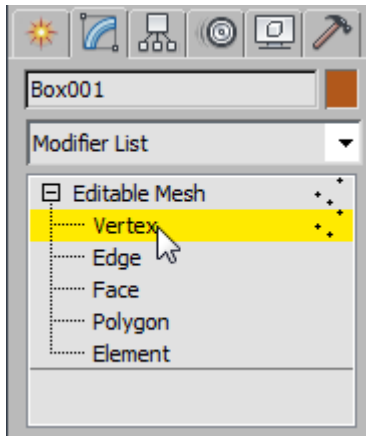 Box001
Modifier List
Editable Mesh
Vertex
Edge
Face
Polygon
Element